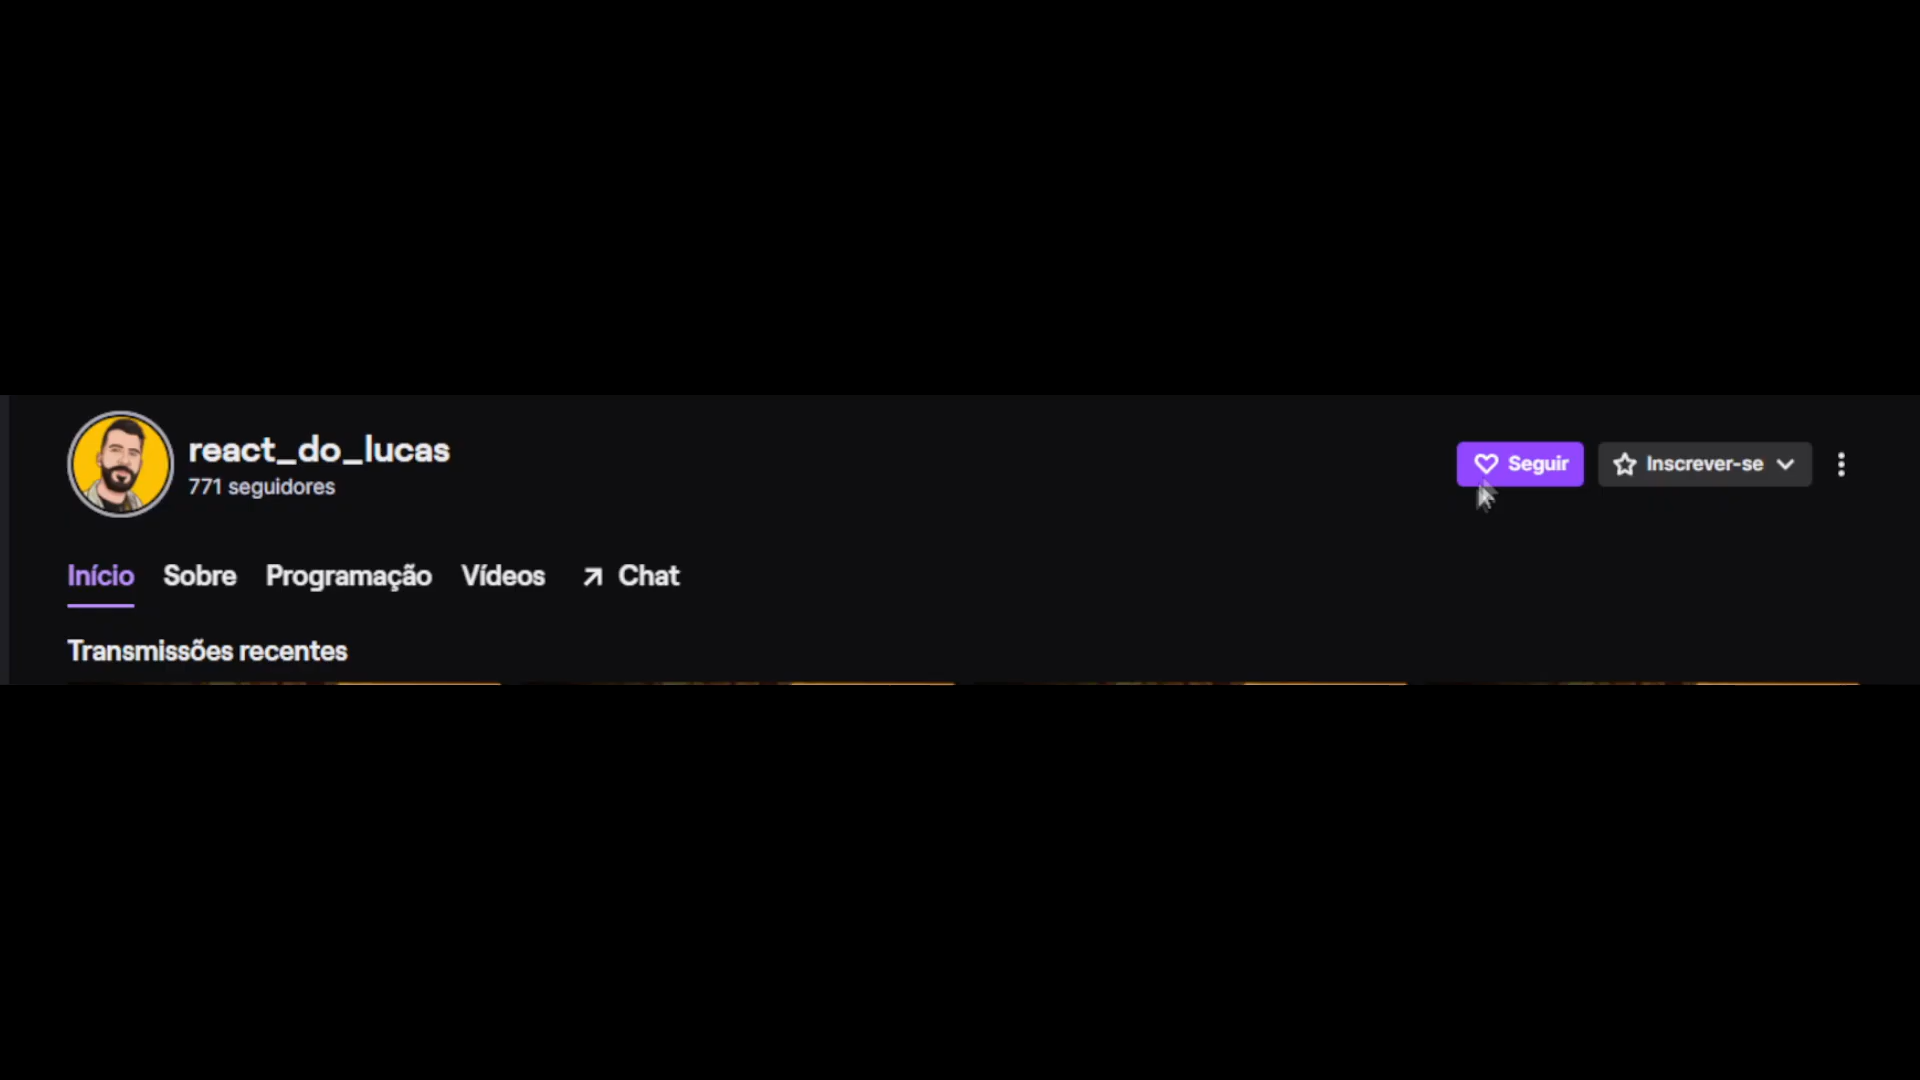 react_do_lucas
771 seguidores
Seguir
Inscrever-se
Início Sobre Programação Vídeos Chat
Transmissões recentes